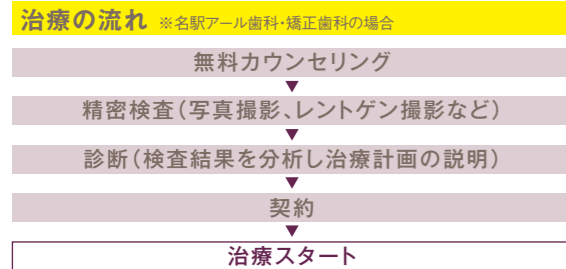 治療の流れ ※名駅アール歯科・矯正歯科の場合
無料カウンセリング
▼
精密検査（写真撮影、レントゲン撮影など）
▼
診断（検査結果を分析し治療計画の説明）
▼
契約
▼
治療スタート